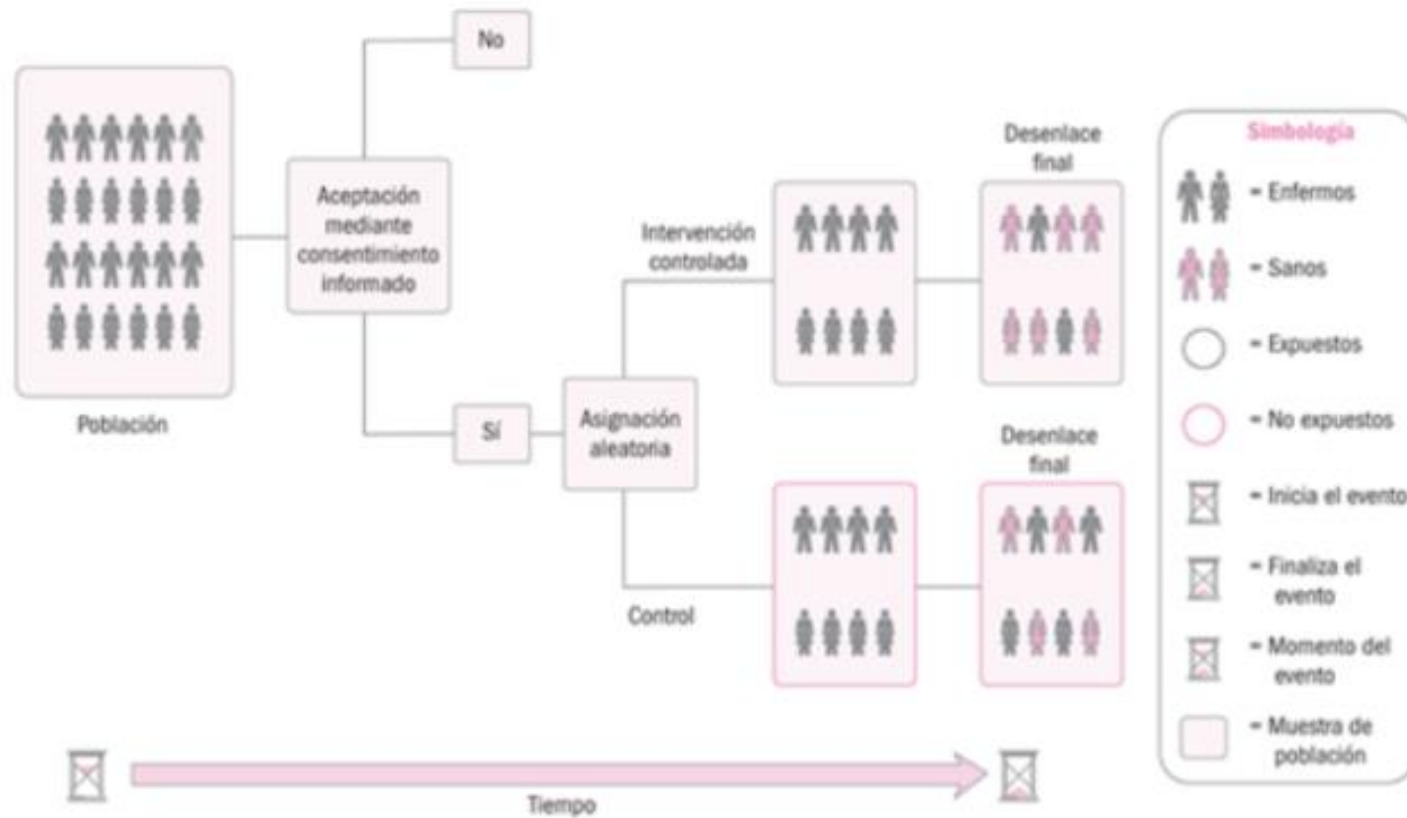 No
Población
Aceptación
mediante
consentimiento
informado
Sí
Asignación
aleatoria
Intervención
controlada
Control
Desenlace
final
Desenlace
final
Tiempo
Simbología
= Enfermos
= Sanos
= Expuestos
= No expuestos
= Inicia el evento
= Finaliza el
evento
= Momento del
evento
= Muestra de
población